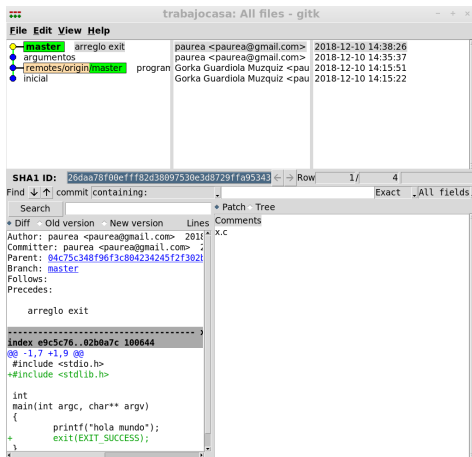 trabajocasa: All files - gitk
File Edit View Help
master arreglo exit paurea <paurea@gmail.com> 2018-12-10 14:38:26
argumentos paurea <paurea@gmail.com> 2018-12-10 14:35:37
remotes/origin/master program Gorka Guardiola Muzquiz <pau 2018-12-10 14:15:51
inicial Gorka Guardiola Muzquiz <pau 2018-12-10 14:15:22
SHA1 ID: 26daa78f00efff82d38097530e3d8729ffa95343 Row 1 / 4
Find commit containing: Exact All fields
Search
Patch Tree
Diff Old version New version Lines
Comments
x.c
Author: paurea <paurea@gmail.com> 2018
Committer: paurea <paurea@gmail.com>
Parent: 04c75c348f96f3c804234245f2f302b
Branch: master
Follows:
Precedes:
arreglo exit
index e9c5c76..02b0a7c 100644
@@ -1,7 +1,9 @@
#include <stdio.h>
+#include <stdlib.h>
int
main(int argc, char** argv)
{
printf("hola mundo");
+ exit(EXIT_SUCCESS);
}